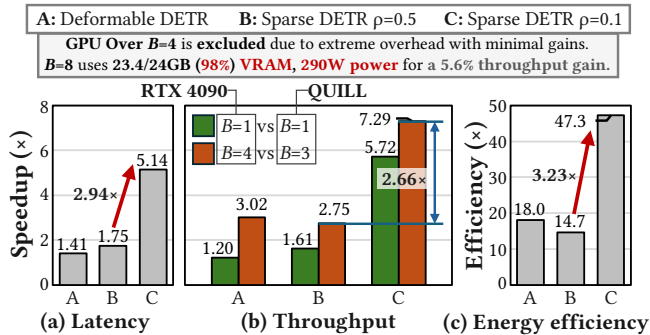 A: Deformable DETR B: Sparse DETR ρ=0.5 C: Sparse DETR ρ=0.1
GPU Over B=4 is excluded due to extreme overhead with minimal gains.
B=8 uses 23.4/24GB (98%) VRAM, 290W power for a 5.6% throughput gain.
RTX 4090 QUILL
B=1 vs B=1
B=4 vs B=3
Speedup (×)
8
6
4
2
0
1.41
1.75
5.14
2.94×
A B C
(a) Latency
1.20
3.02
1.61
2.75
5.72
7.29
2.66×
A B C
(b) Throughput
Efficiency (×)
50
40
30
20
10
0
18.0
14.7
47.3
3.23×
A B C
(c) Energy efficiency